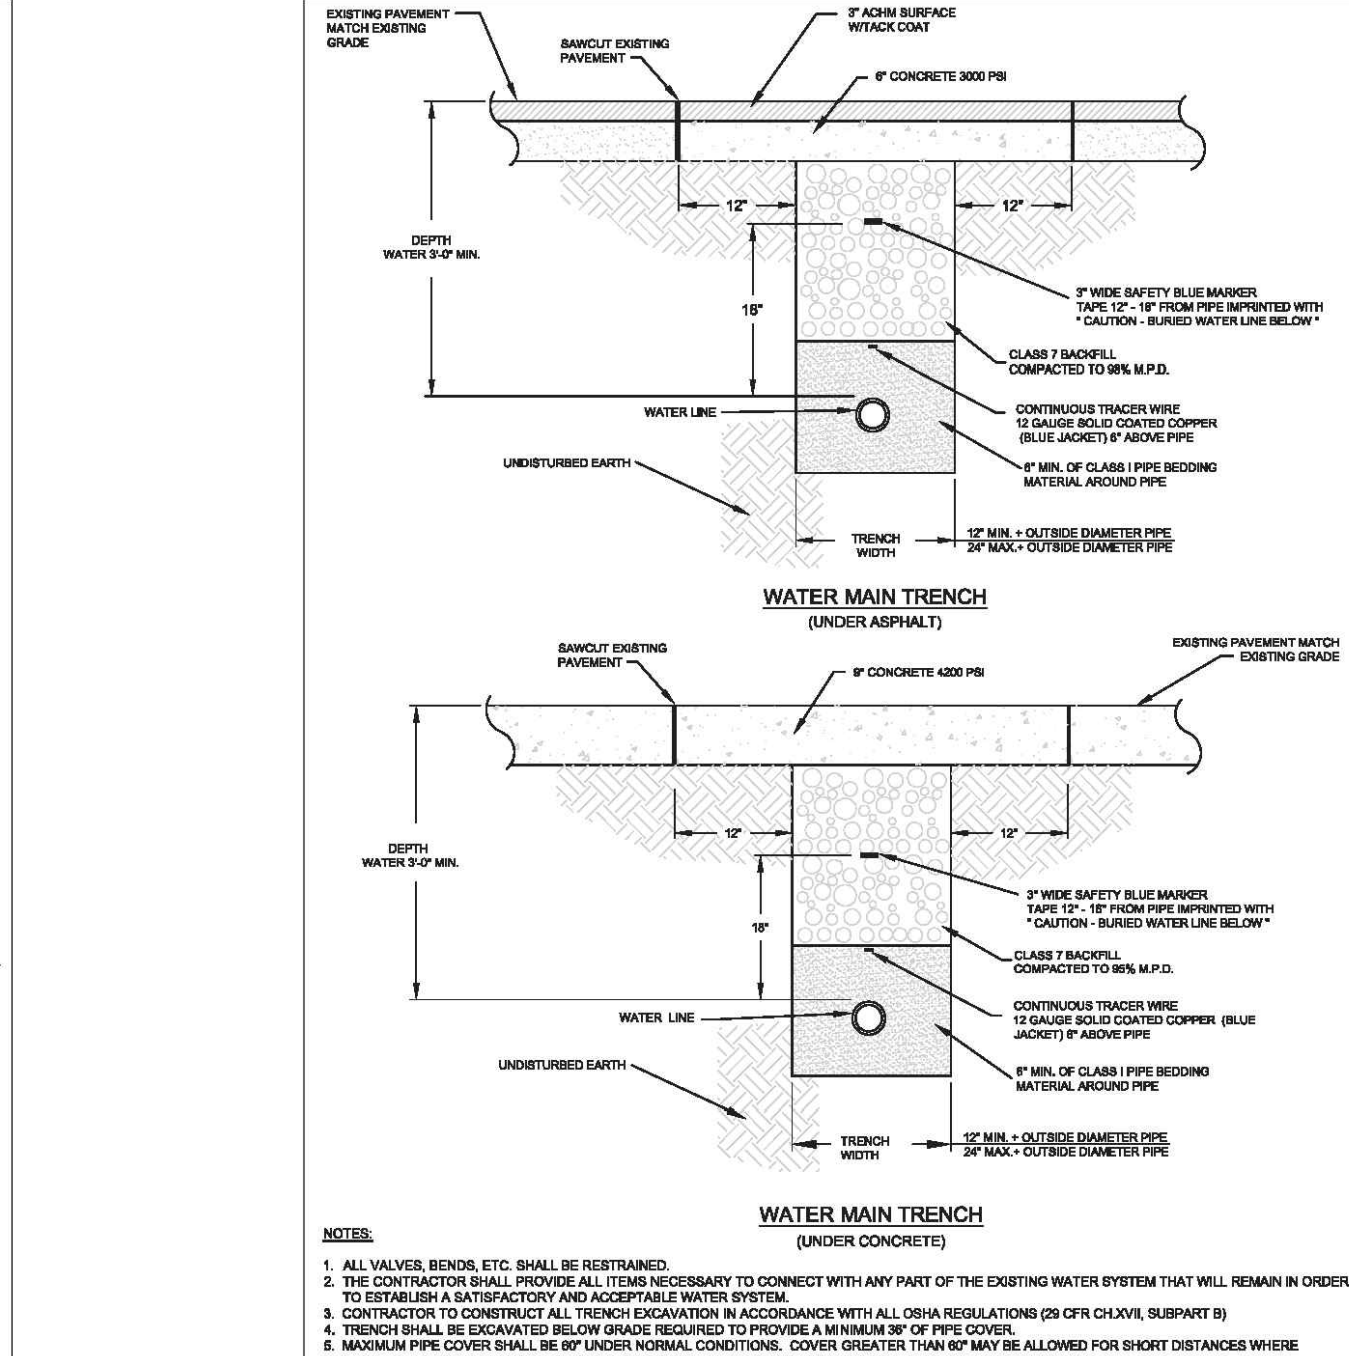 EXISTING PAVEMENT
MATCH EXISTING
GRADE
3" ACHM SURFACE
W/TACK COAT
SAWCUT EXISTING
PAVEMENT
6" CONCRETE 3000 PSI
12"
12"
DEPTH
WATER 3'-0" MIN.
18"
3" WIDE SAFETY BLUE MARKER
TAPE 12" - 18" FROM PIPE IMPRINTED WITH
" CAUTION - BURIED WATER LINE BELOW "
CLASS 7 BACKFILL
COMPACTED TO 98% M.P.D.
WATER LINE
CONTINUOUS TRACER WIRE
12 GAUGE SOLID COATED COPPER
(BLUE JACKET) 6" ABOVE PIPE
UNDISTURBED EARTH
6" MIN. OF CLASS I PIPE BEDDING
MATERIAL AROUND PIPE
TRENCH
WIDTH
12" MIN. + OUTSIDE DIAMETER PIPE
24" MAX.+ OUTSIDE DIAMETER PIPE
WATER MAIN TRENCH
(UNDER ASPHALT)
SAWCUT EXISTING
PAVEMENT
9" CONCRETE 4200 PSI
EXISTING PAVEMENT MATCH
EXISTING GRADE
12"
12"
DEPTH
WATER 3'-0" MIN.
18"
3" WIDE SAFETY BLUE MARKER
TAPE 12" - 18" FROM PIPE IMPRINTED WITH
" CAUTION - BURIED WATER LINE BELOW "
CLASS 7 BACKFILL
COMPACTED TO 95% M.P.D.
WATER LINE
CONTINUOUS TRACER WIRE
12 GAUGE SOLID COATED COPPER (BLUE
JACKET) 6" ABOVE PIPE
UNDISTURBED EARTH
6" MIN. OF CLASS I PIPE BEDDING
MATERIAL AROUND PIPE
TRENCH
WIDTH
12" MIN. + OUTSIDE DIAMETER PIPE
24" MAX.+ OUTSIDE DIAMETER PIPE
WATER MAIN TRENCH
(UNDER CONCRETE)
NOTES:
1. ALL VALVES, BENDS, ETC. SHALL BE RESTRAINED.
2. THE CONTRACTOR SHALL PROVIDE ALL ITEMS NECESSARY TO CONNECT WITH ANY PART OF THE EXISTING WATER SYSTEM THAT WILL REMAIN IN ORDER
TO ESTABLISH A SATISFACTORY AND ACCEPTABLE WATER SYSTEM.
3. CONTRACTOR TO CONSTRUCT ALL TRENCH EXCAVATION IN ACCORDANCE WITH ALL OSHA REGULATIONS (29 CFR CH.XVII, SUBPART B)
4. TRENCH SHALL BE EXCAVATED BELOW GRADE REQUIRED TO PROVIDE A MINIMUM 36" OF PIPE COVER.
5. MAXIMUM PIPE COVER SHALL BE 60" UNDER NORMAL CONDITIONS. COVER GREATER THAN 60" MAY BE ALLOWED FOR SHORT DISTANCES WHERE